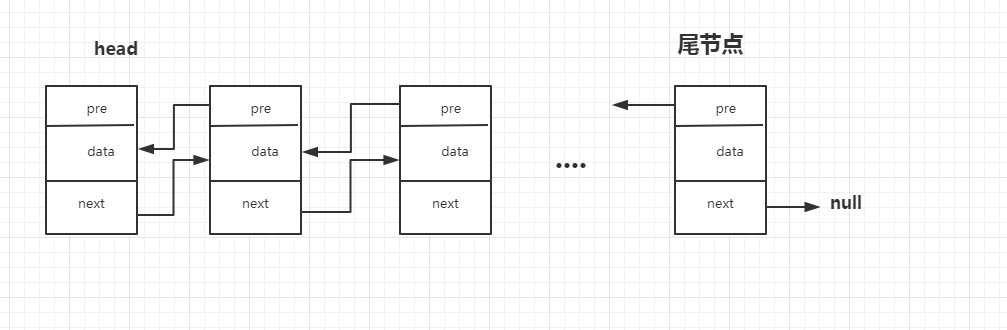 head
尾节点
pre
pre
pre
pre
data
data
data
data
....
next
next
next
next
null